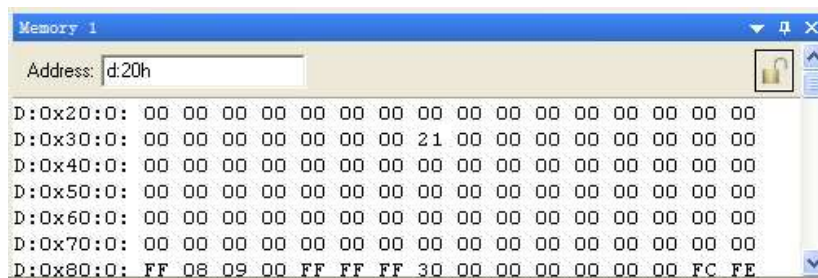 Memory 1
Address: d:20h
D:0x20:0: 00 00 00 00 00 00 00 00 00 00 00 00 00 00 00 00
D:0x30:0: 00 00 00 00 00 00 00 21 00 00 00 00 00 00 00 00
D:0x40:0: 00 00 00 00 00 00 00 00 00 00 00 00 00 00 00 00
D:0x50:0: 00 00 00 00 00 00 00 00 00 00 00 00 00 00 00 00
D:0x60:0: 00 00 00 00 00 00 00 00 00 00 00 00 00 00 00 00
D:0x70:0: 00 00 00 00 00 00 00 00 00 00 00 00 00 00 00 00
D:0x80:0: FF 08 09 00 FF FF FF 30 00 00 00 00 00 00 FC FE